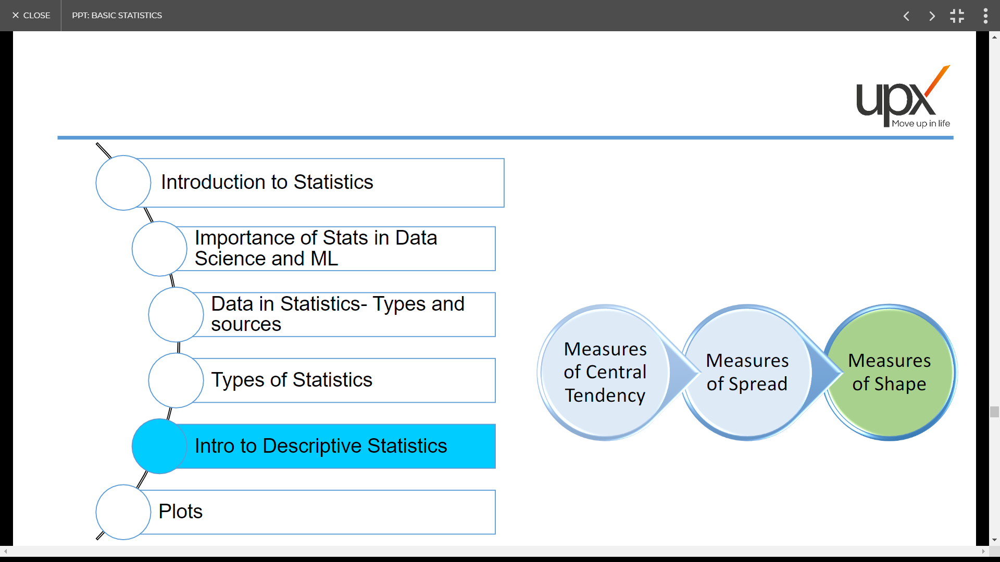 CLOSE
PPT: BASIC STATISTICS
upx
Move up in life
Introduction to Statistics
Importance of Stats in Data
Science and ML
Data in Statistics- Types and
sources
Types of Statistics
Intro to Descriptive Statistics
Plots
Measures
of Central
Tendency
Measures
of Spread
Measures
of Shape